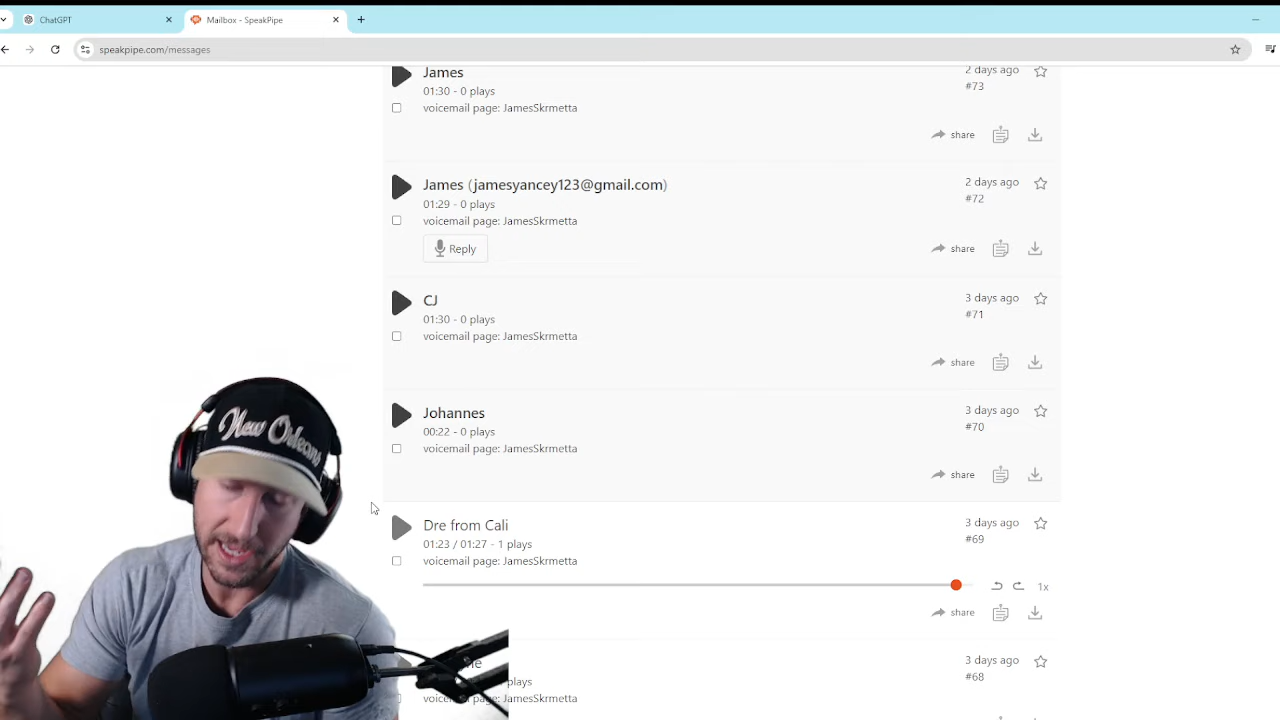 ChatGPT
Mailbox - SpeakPipe
speakpipe.com/messages
James
2 days ago
01:30 - 0 plays
#73
voicemail page: JamesSkrmetta
share
James (jamesyancey123@gmail.com)
2 days ago
01:29 - 0 plays
#72
voicemail page: JamesSkrmetta
Reply
share
CJ
3 days ago
01:30 - 0 plays
#71
voicemail page: JamesSkrmetta
share
Johannes
3 days ago
00:22 - 0 plays
#70
voicemail page: JamesSkrmetta
share
New Orleans
Dre from Cali
3 days ago
01:23 / 01:27 - 1 plays
#69
voicemail page: JamesSkrmetta
1x
share
3 days ago
plays
#68
voicemail page: JamesSkrmetta